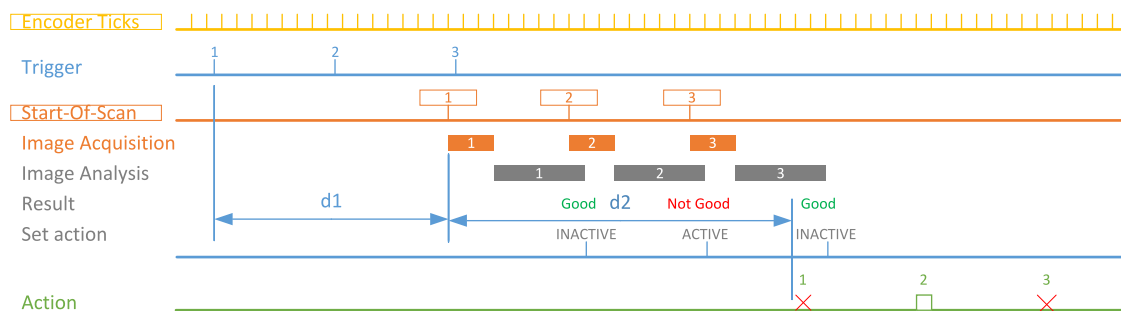 Encoder Ticks
Trigger 1 2 3
Start-Of-Scan 1 2 3
Image Acquisition 1 2 3
Image Analysis 1 2 3
Result d1 Good d2 Not Good Good
Set action INACTIVE ACTIVE INACTIVE
Action 1 2 3